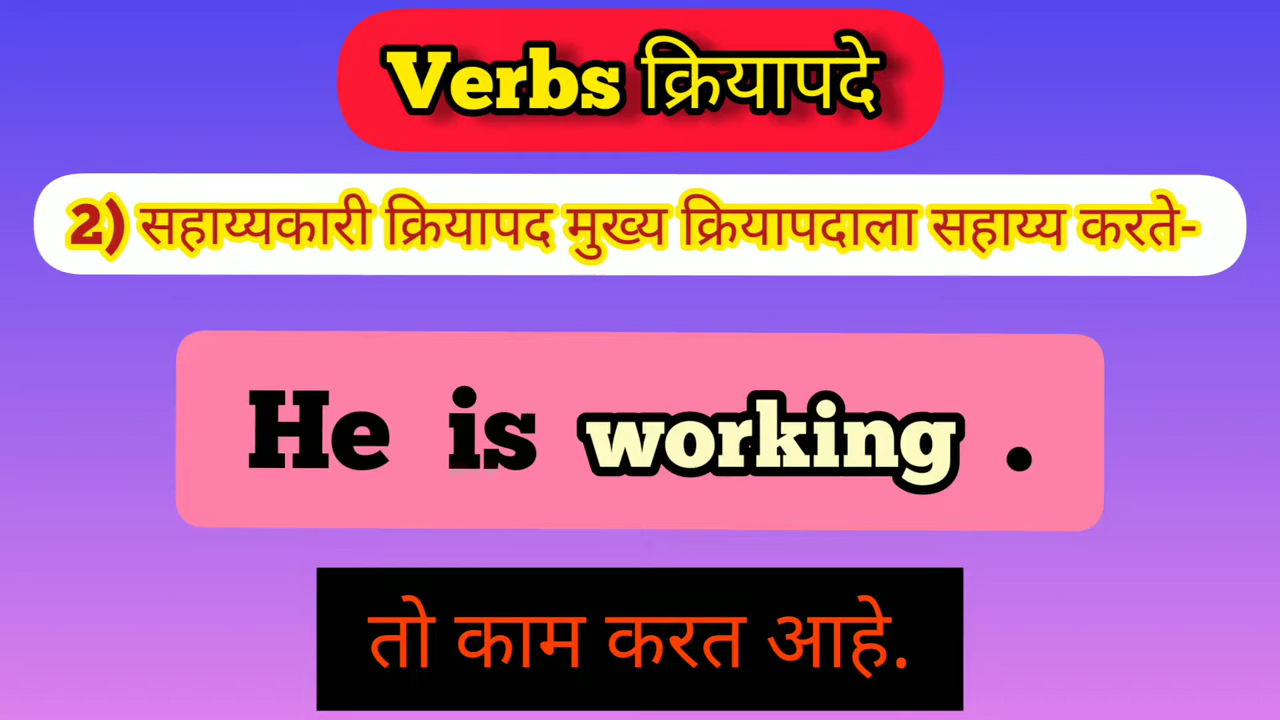 Verbs क्रियापदे
2) सहाय्यकारी क्रियापद मुख्य क्रियापदाला सहाय्य करते-
He is working .
तो काम करत आहे.